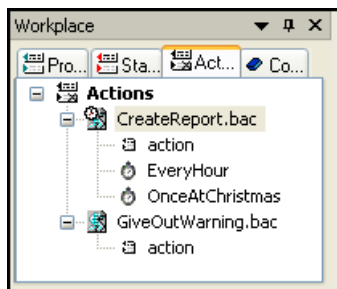 Workplace
Pro... Sta... Act... Co...
Actions
CreateReport.bac
action
EveryHour
OnceAtChristmas
GiveOutWarning.bac
action